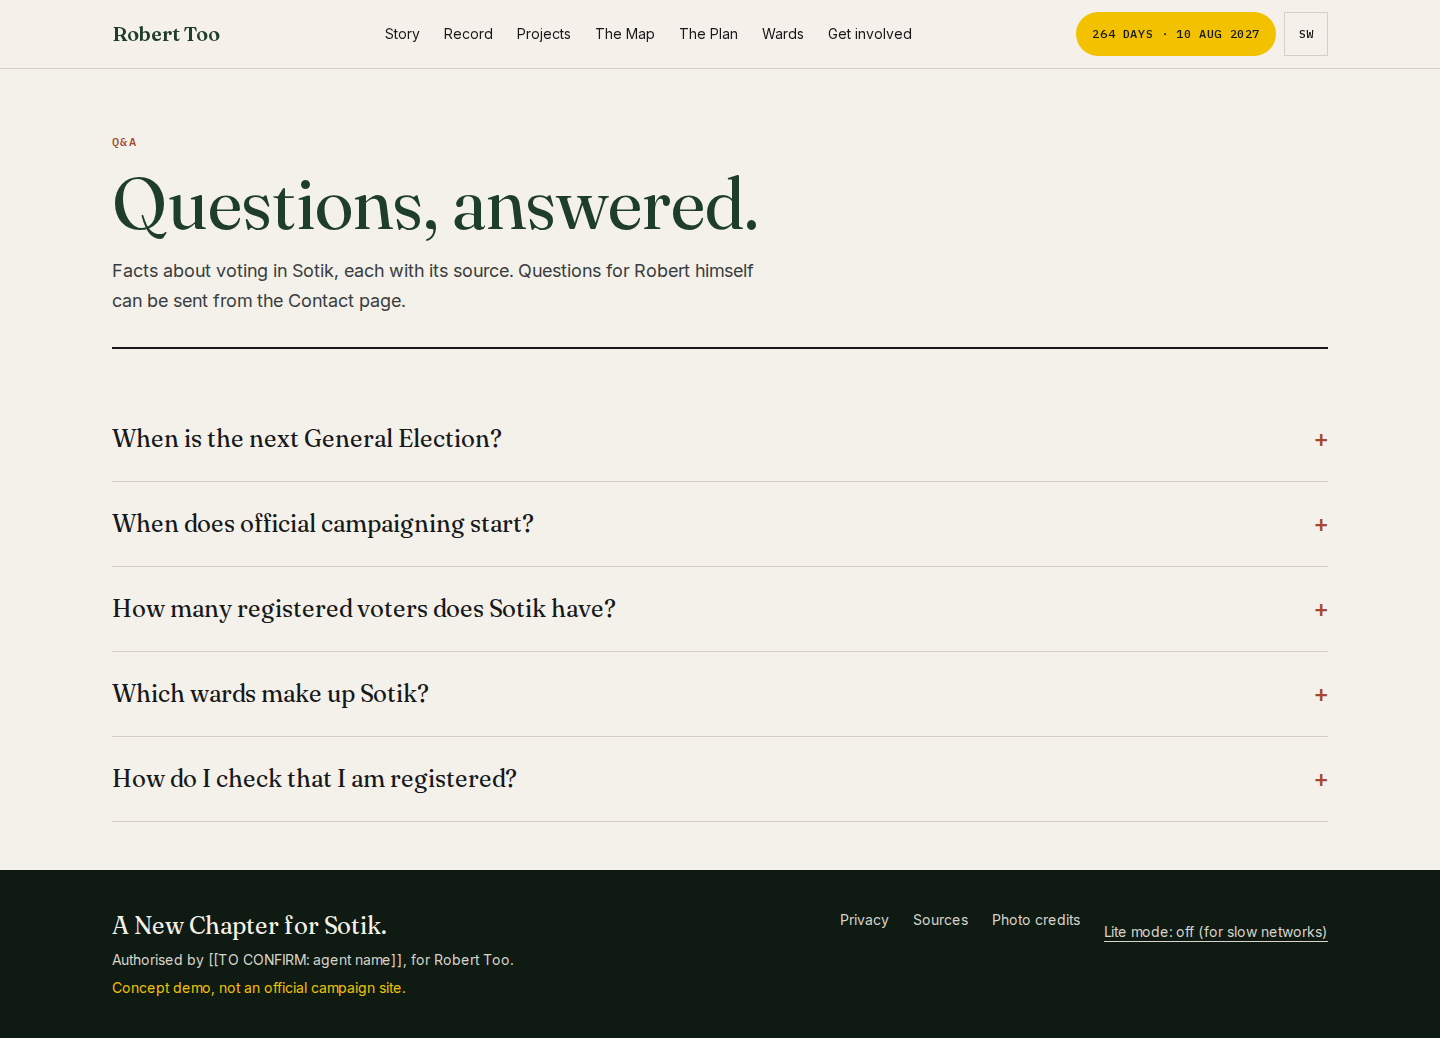 Robert Too
Story Record Projects The Map The Plan Wards Get involved
264 DAYS · 10 AUG 2027
SW
Q&A
Questions, answered.
Facts about voting in Sotik, each with its source. Questions for Robert himself
can be sent from the Contact page.
When is the next General Election? +
When does official campaigning start? +
How many registered voters does Sotik have? +
Which wards make up Sotik? +
How do I check that I am registered? +
A New Chapter for Sotik.
Authorised by [[TO CONFIRM: agent name]], for Robert Too.
Concept demo, not an official campaign site.
Privacy Sources Photo credits
Lite mode: off (for slow networks)